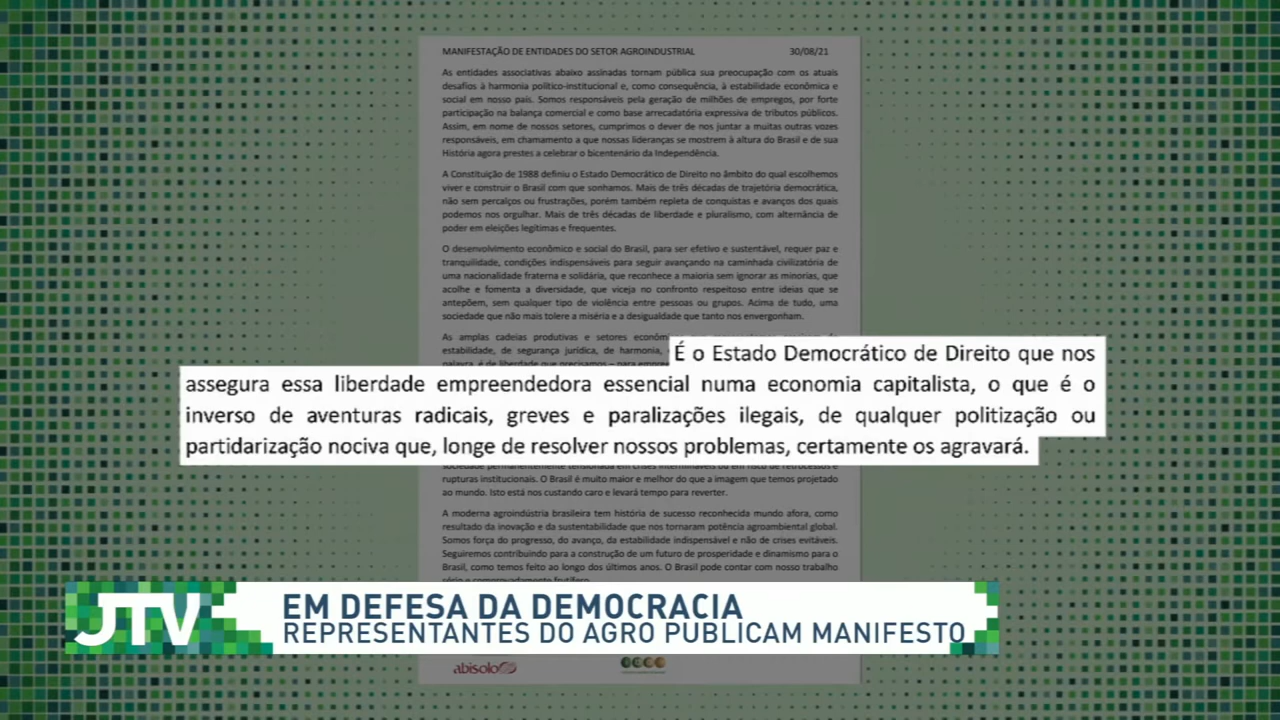 MANIFESTAÇÃO DE ENTIDADES DO SETOR AGROINDUSTRIAL 30/08/21
As entidades associativas abaixo assinadas tornam pública sua preocupação com os atuais
desafios à harmonia político-institucional e, como consequência, à estabilidade econômica e
social em nosso país. Somos responsáveis pela geração de milhões de empregos, por forte
participação na balança comercial e como base arrecadatória expressiva de tributos públicos.
Assim, em nome de nossos setores, cumprimos o dever de nos juntar a muitas outras vozes
responsáveis, em chamamento a que nossas lideranças se mostrem à altura do Brasil e de sua
História agora prestes a celebrar o bicentenário da Independência.
A Constituição de 1988 definiu o Estado Democrático de Direito no âmbito do qual escolhemos
viver e construir o Brasil com que sonhamos. Mais de três décadas de trajetória democrática,
não sem percalços ou frustrações, porém também repleta de conquistas e avanços dos quais
podemos nos orgulhar. Mais de três décadas de liberdade e pluralismo, com alternância de
poder em eleições legítimas e frequentes.
O desenvolvimento econômico e social do Brasil, para ser efetivo e sustentável, requer paz e
tranquilidade, condições indispensáveis para seguir avançando na caminhada civilizatória de
uma nacionalidade fraterna e solidária, que reconhece a maioria sem ignorar as minorias, que
acolhe e fomenta a diversidade, que viceja no confronto respeitoso entre ideias que se
antepõem, sem qualquer tipo de violência entre pessoas ou grupos. Acima de tudo, uma
sociedade que não mais tolere a miséria e a desigualdade que tanto nos envergonham.
As amplas cadeias produtivas e setores
estabilidade, de segurança jurídica, de harmonia,
É o Estado Democrático de Direito que nos
assegura essa liberdade empreendedora essencial numa economia capitalista, o que é o
inverso de aventuras radicais, greves e paralizações ilegais, de qualquer politização ou
partidarização nociva que, longe de resolver nossos problemas, certamente os agravará.
rupturas institucionais. O Brasil é muito maior e melhor do que a imagem que temos projetado
ao mundo. Isto está nos custando caro e levará tempo para reverter.
A moderna agroindústria brasileira tem história de sucesso reconhecida mundo afora, como
resultado da inovação e da sustentabilidade que nos tornaram potência agroambiental global.
Somos força do progresso, do avanço, da estabilidade indispensável e não de crises evitáveis.
Seguiremos contribuindo para a construção de um futuro de prosperidade e dinamismo para o
Brasil, como temos feito ao longo dos últimos anos. O Brasil pode contar com nosso trabalho
JTV
EM DEFESA DA DEMOCRACIA
REPRESENTANTES DO AGRO PUBLICAM MANIFESTO
abisolo